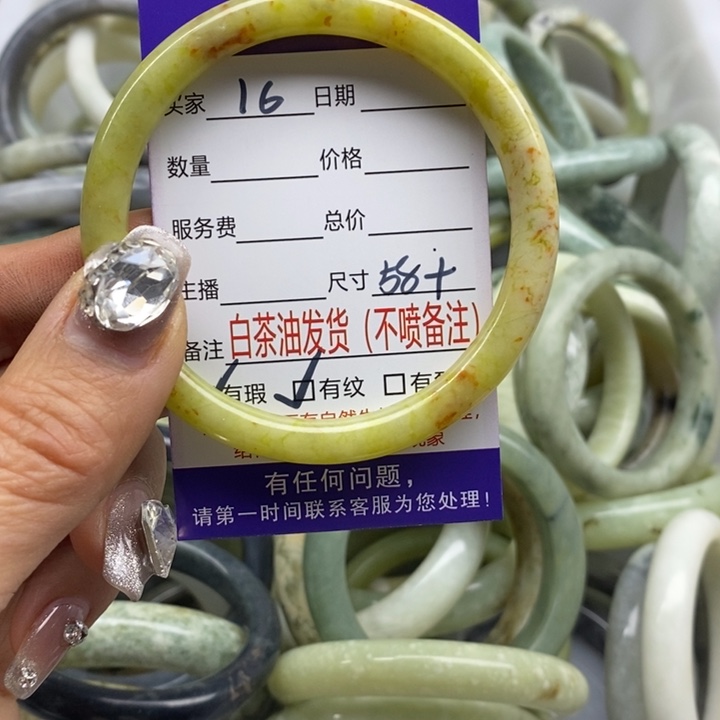 买家 16 日期
数量 价格
服务费 总价
主播 尺寸 58+
备注 白茶油发货（不喷备注）
有瑕 有纹 有
有任何问题，
请第一时间联系客服为您处理！